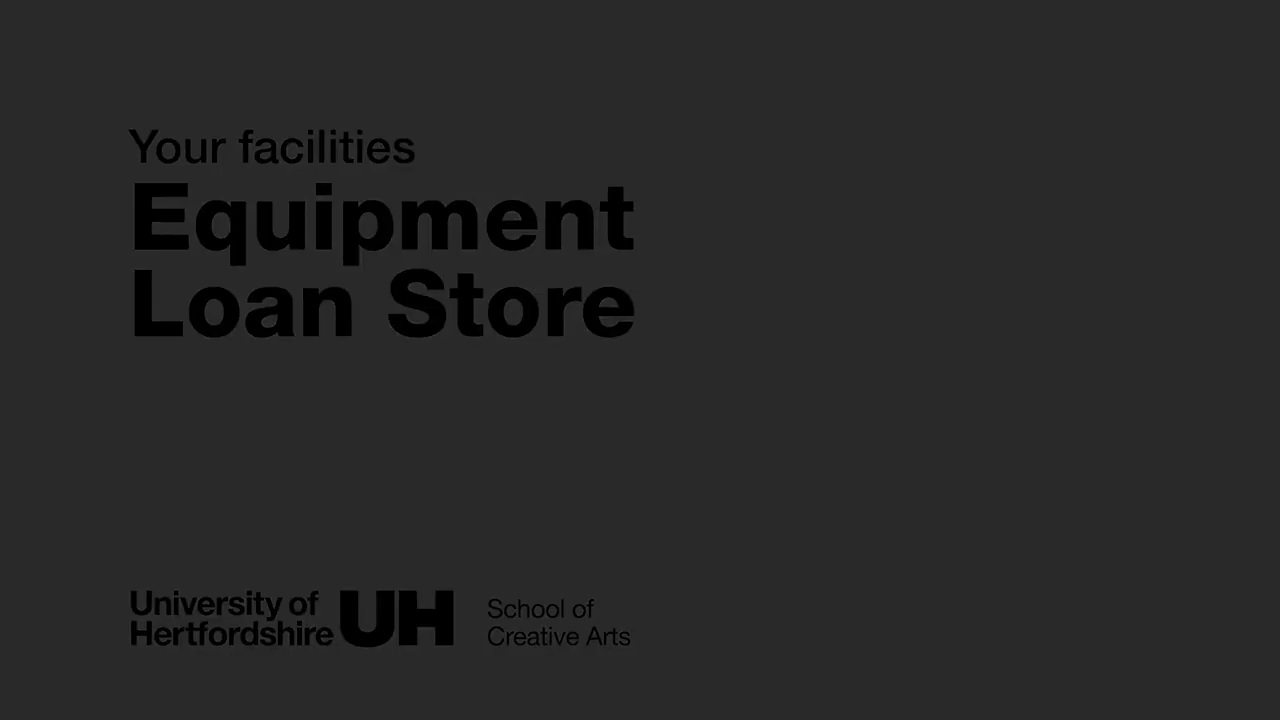 Your facilities
Equipment
Loan Store
University of
Hertfordshire
UH
School of
Creative Arts